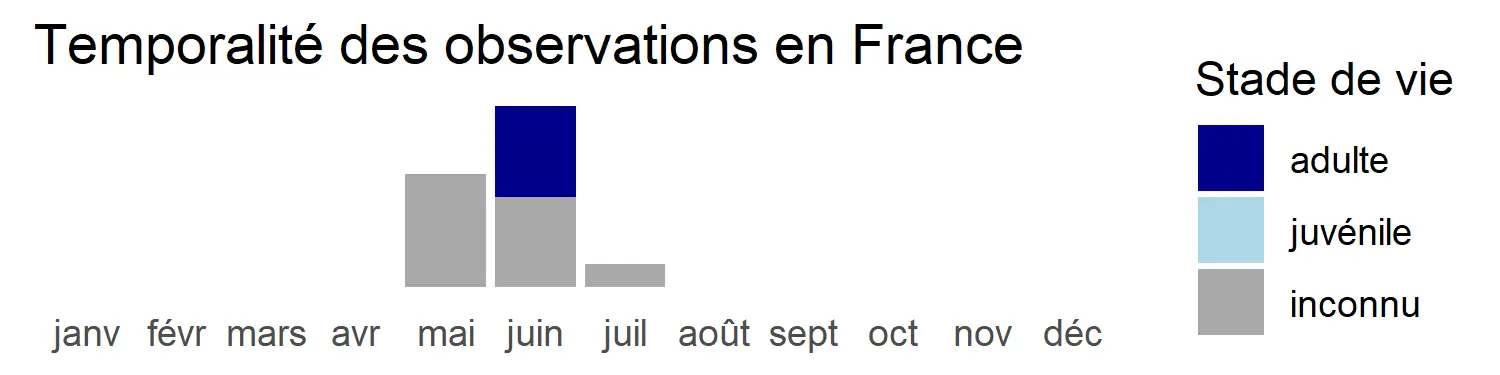 Temporalité des observations en France
Stade de vie
adulte
juvénile
inconnu
janv févr mars avr mai juin juil août sept oct nov déc